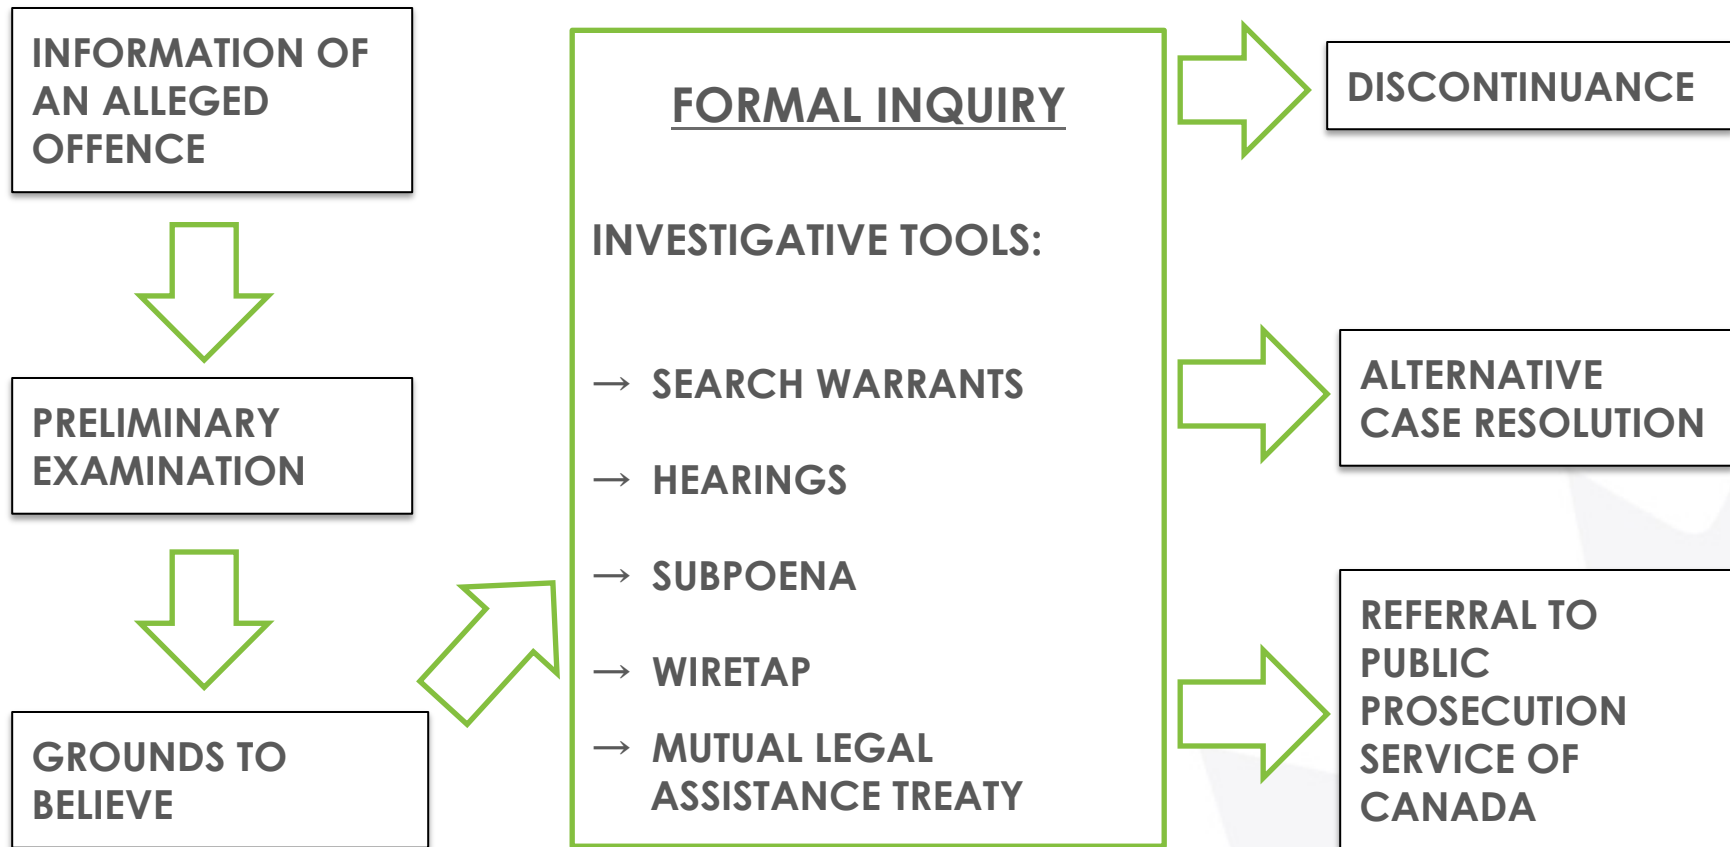 INFORMATION OF
AN ALLEGED
OFFENCE
PRELIMINARY
EXAMINATION
GROUNDS TO
BELIEVE
FORMAL INQUIRY
INVESTIGATIVE TOOLS:
→ SEARCH WARRANTS
→ HEARINGS
→ SUBPOENA
→ WIRETAP
→ MUTUAL LEGAL
ASSISTANCE TREATY
DISCONTINUANCE
ALTERNATIVE
CASE RESOLUTION
REFERRAL TO
PUBLIC
PROSECUTION
SERVICE OF
CANADA